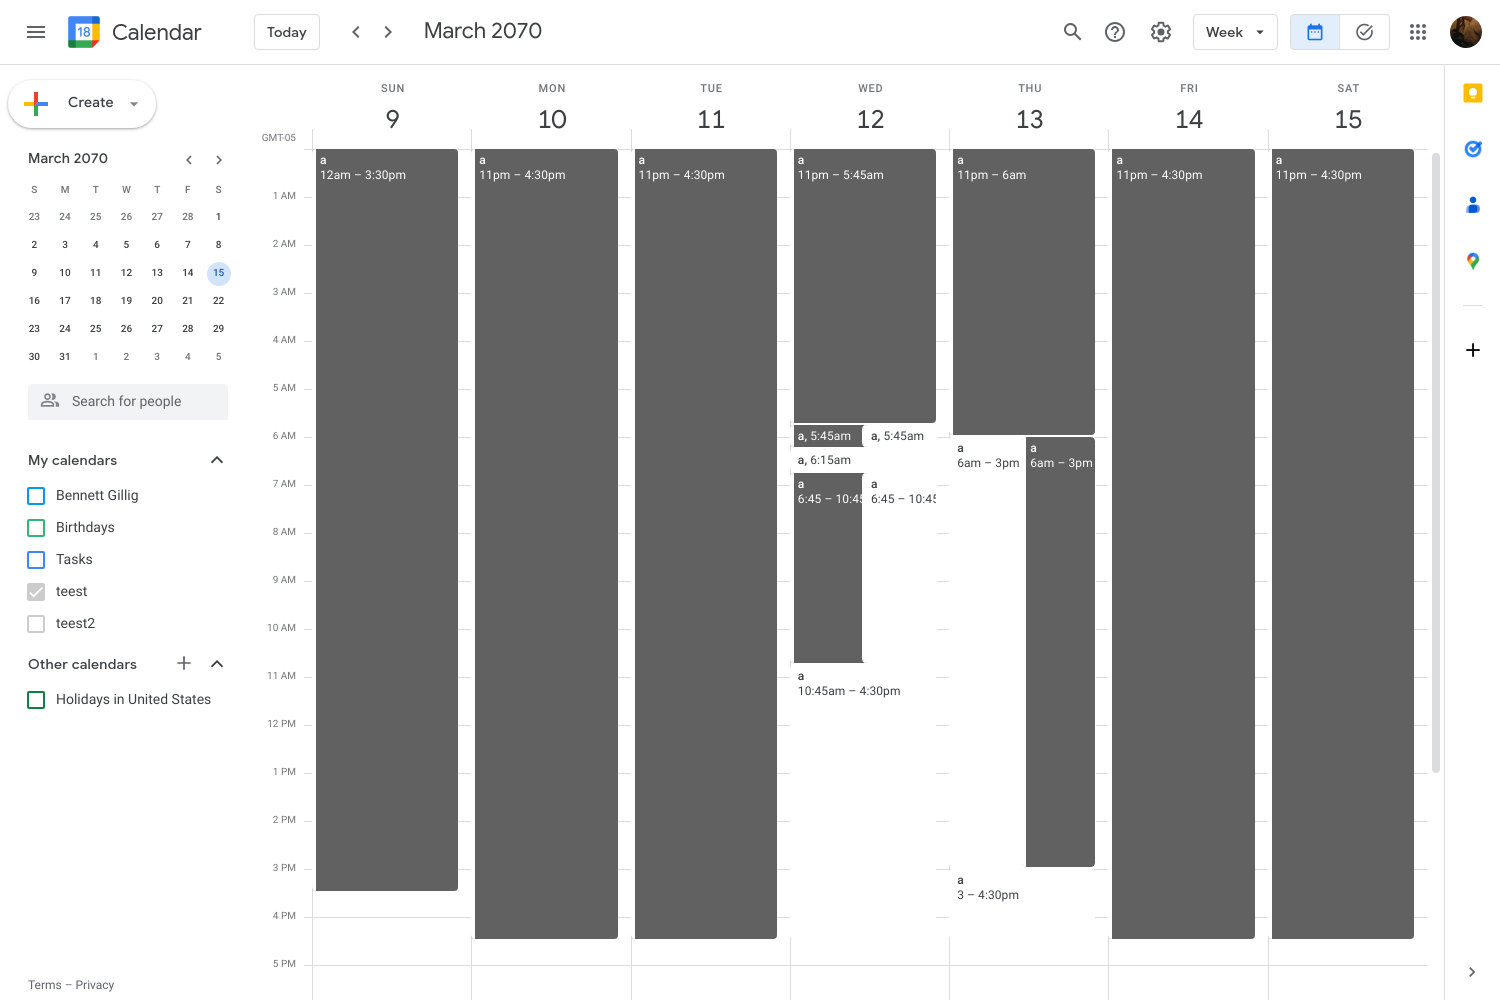 18
Calendar
Today
March 2070
Week
Create
March 2070
S M T W T F S
23 24 25 26 27 28 1
2 3 4 5 6 7 8
9 10 11 12 13 14 15
16 17 18 19 20 21 22
23 24 25 26 27 28 29
30 31 1 2 3 4 5
Search for people
My calendars
Bennett Gillig
Birthdays
Tasks
teest
teest2
Other calendars
Holidays in United States
Terms – Privacy
GMT-05
SUN MON TUE WED THU FRI SAT
9 10 11 12 13 14 15
1 AM
2 AM
3 AM
4 AM
5 AM
6 AM
7 AM
8 AM
9 AM
10 AM
11 AM
12 PM
1 PM
2 PM
3 PM
4 PM
5 PM
a
12am – 3:30pm
a
11pm – 4:30pm
a
11pm – 4:30pm
a
11pm – 5:45am
a, 5:45am
a, 5:45am
a, 6:15am
a
6:45 – 10:45
a
6:45 – 10:45
a
10:45am – 4:30pm
a
11pm – 6am
a
6am – 3pm
a
6am – 3pm
a
3 – 4:30pm
a
11pm – 4:30pm
a
11pm – 4:30pm